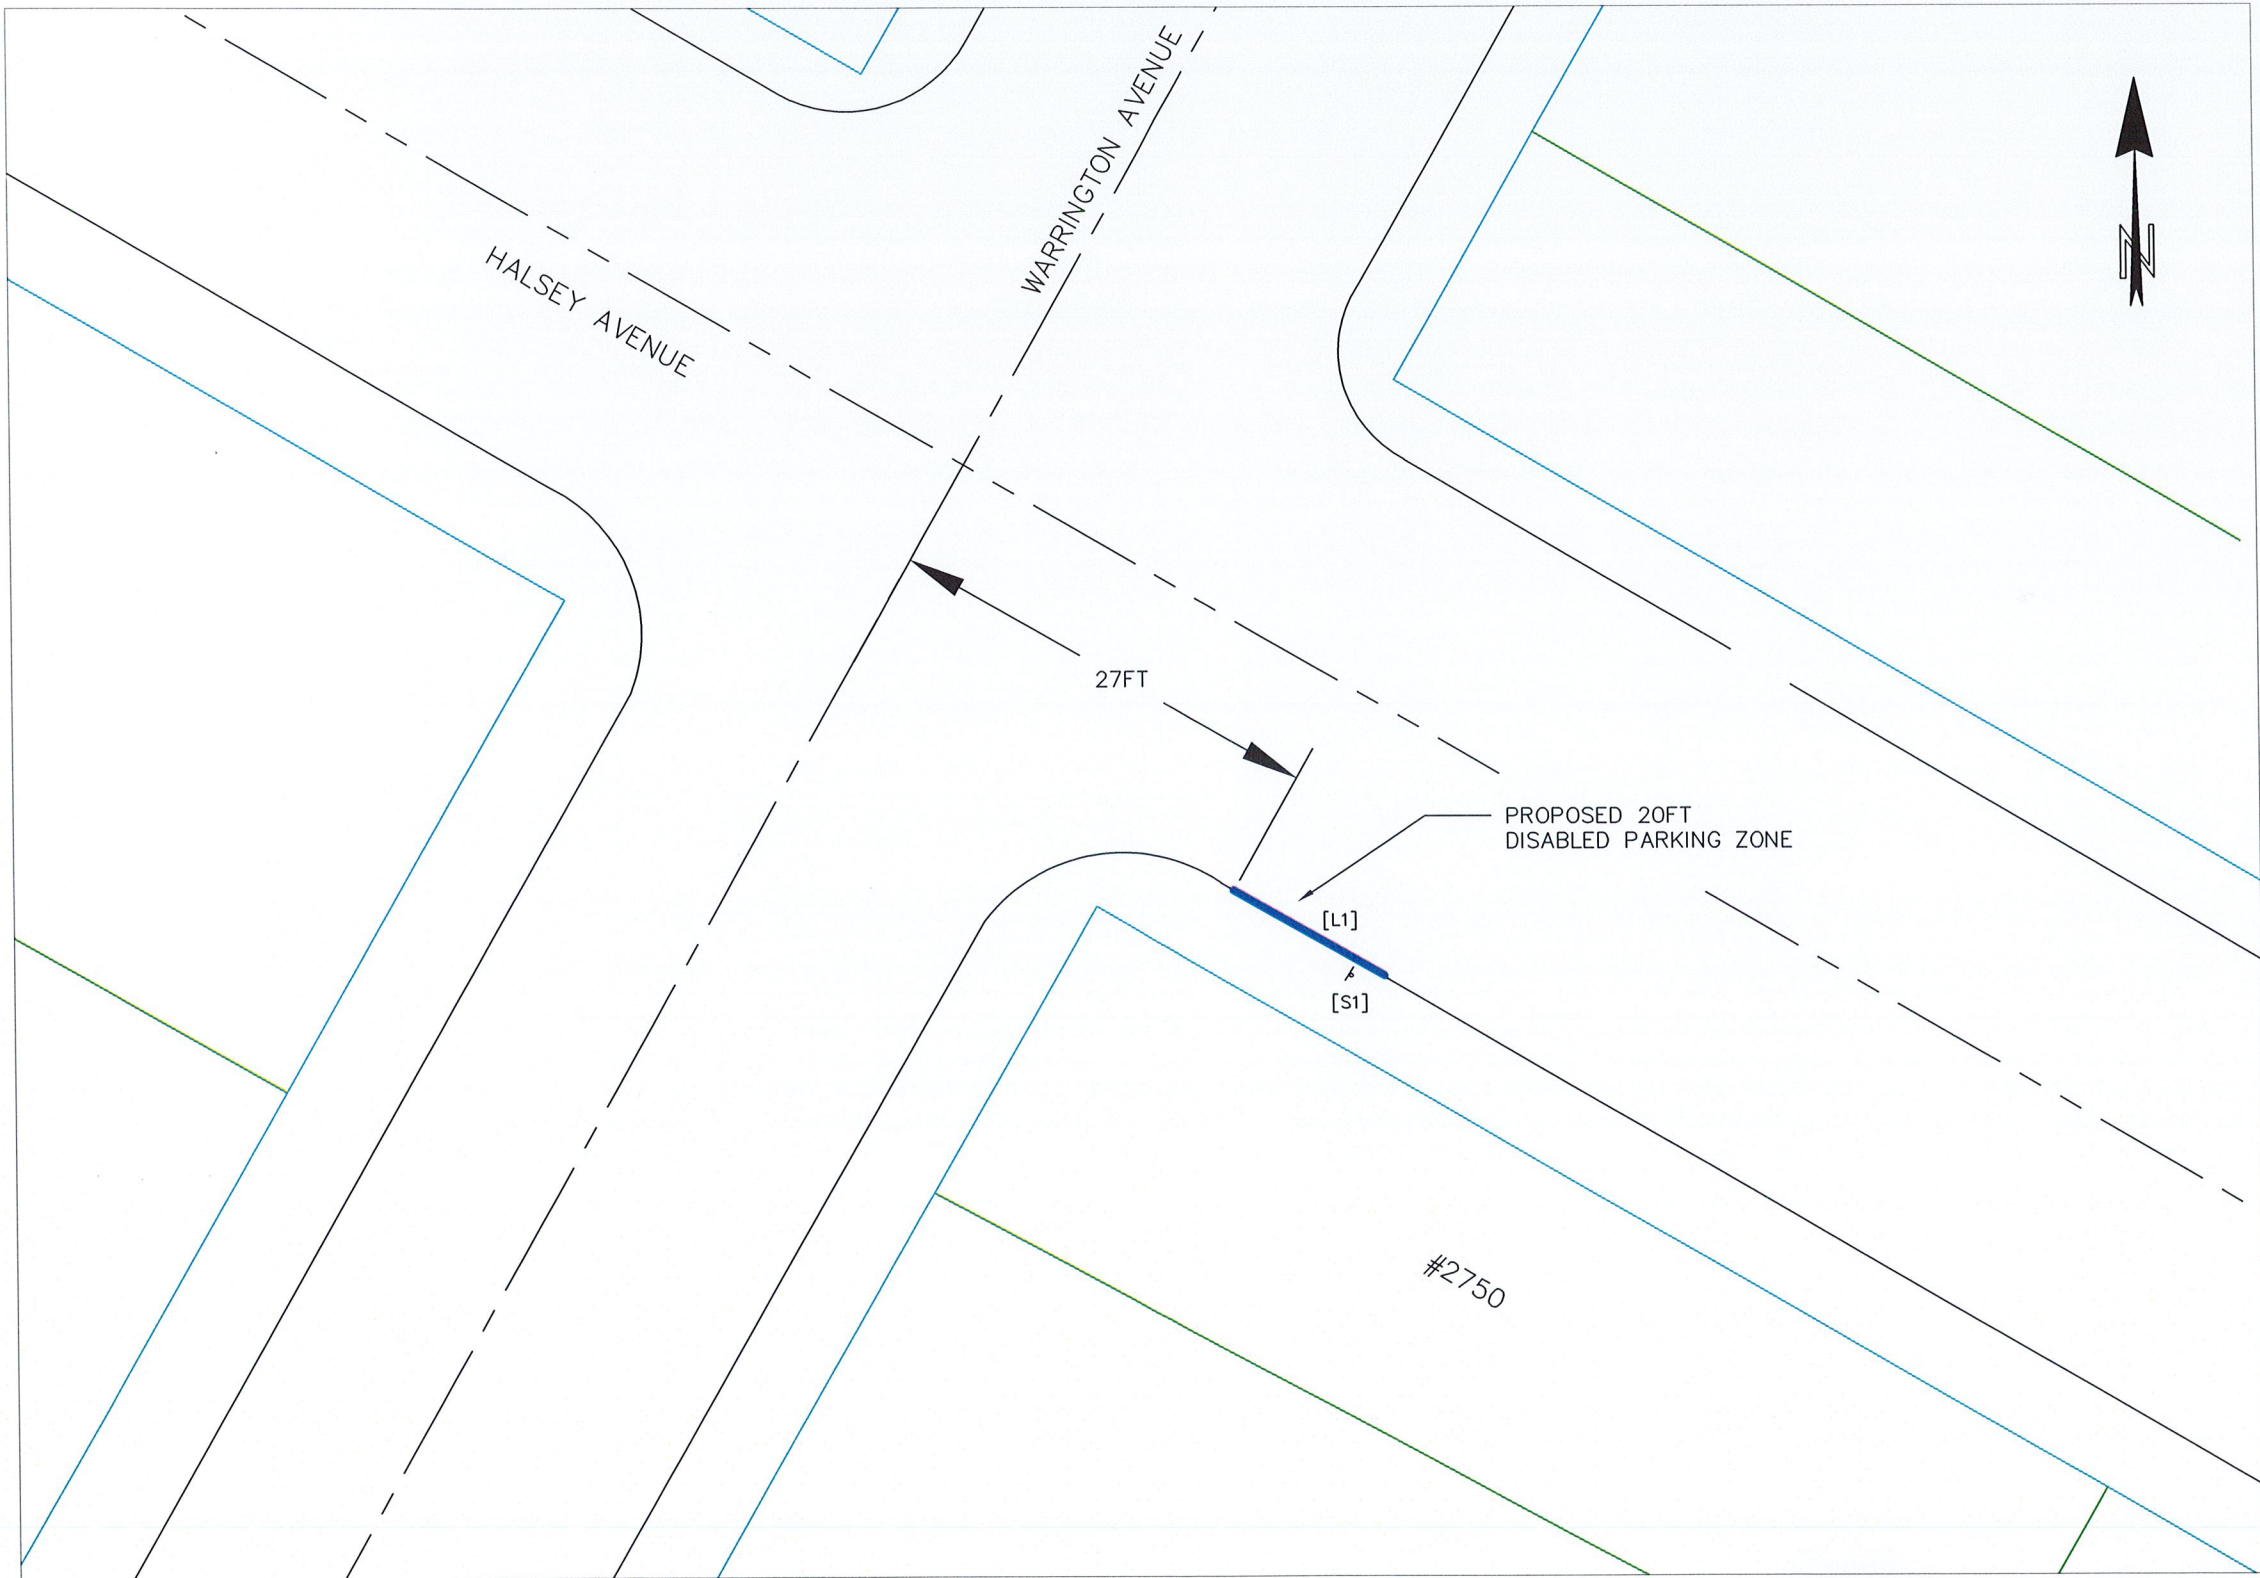 WARRINGTON AVENUE
N
HALSEY AVENUE
27FT
PROPOSED 20FT
DISABLED PARKING ZONE
[L1]
[S1]
#2750